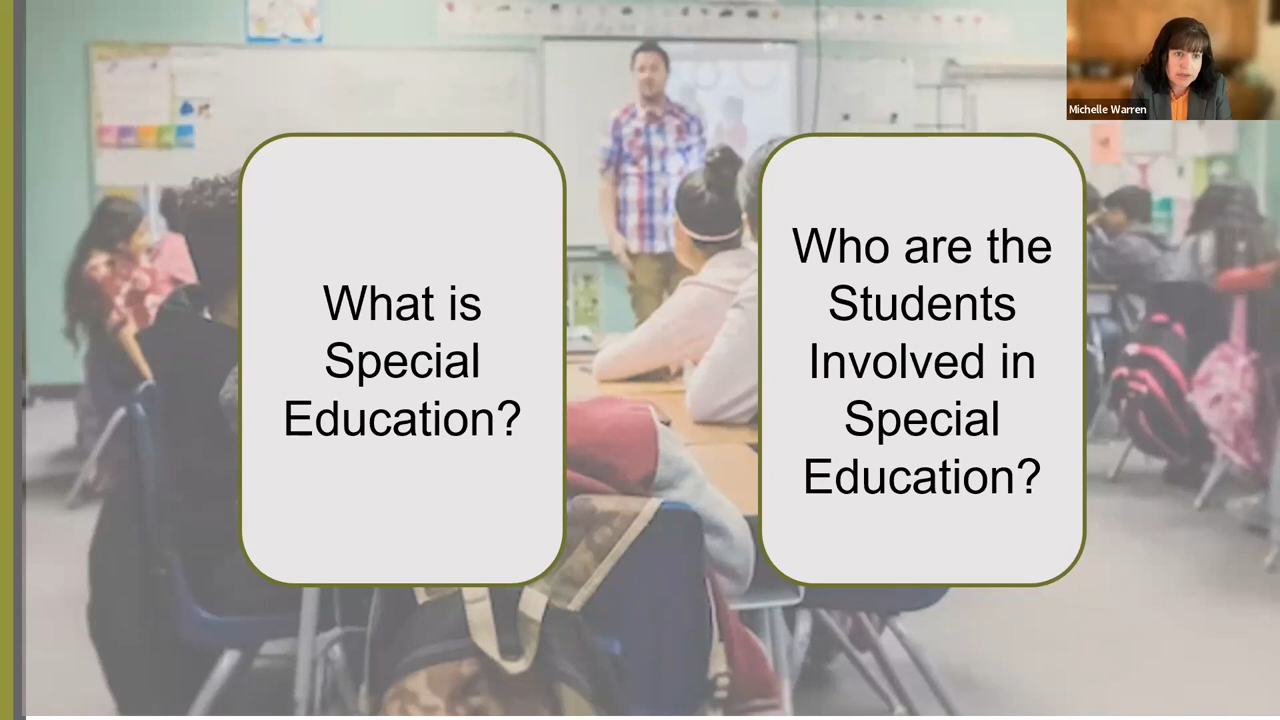 Michelle Warren
What is
Special
Education?
Who are the
Students
Involved in
Special
Education?